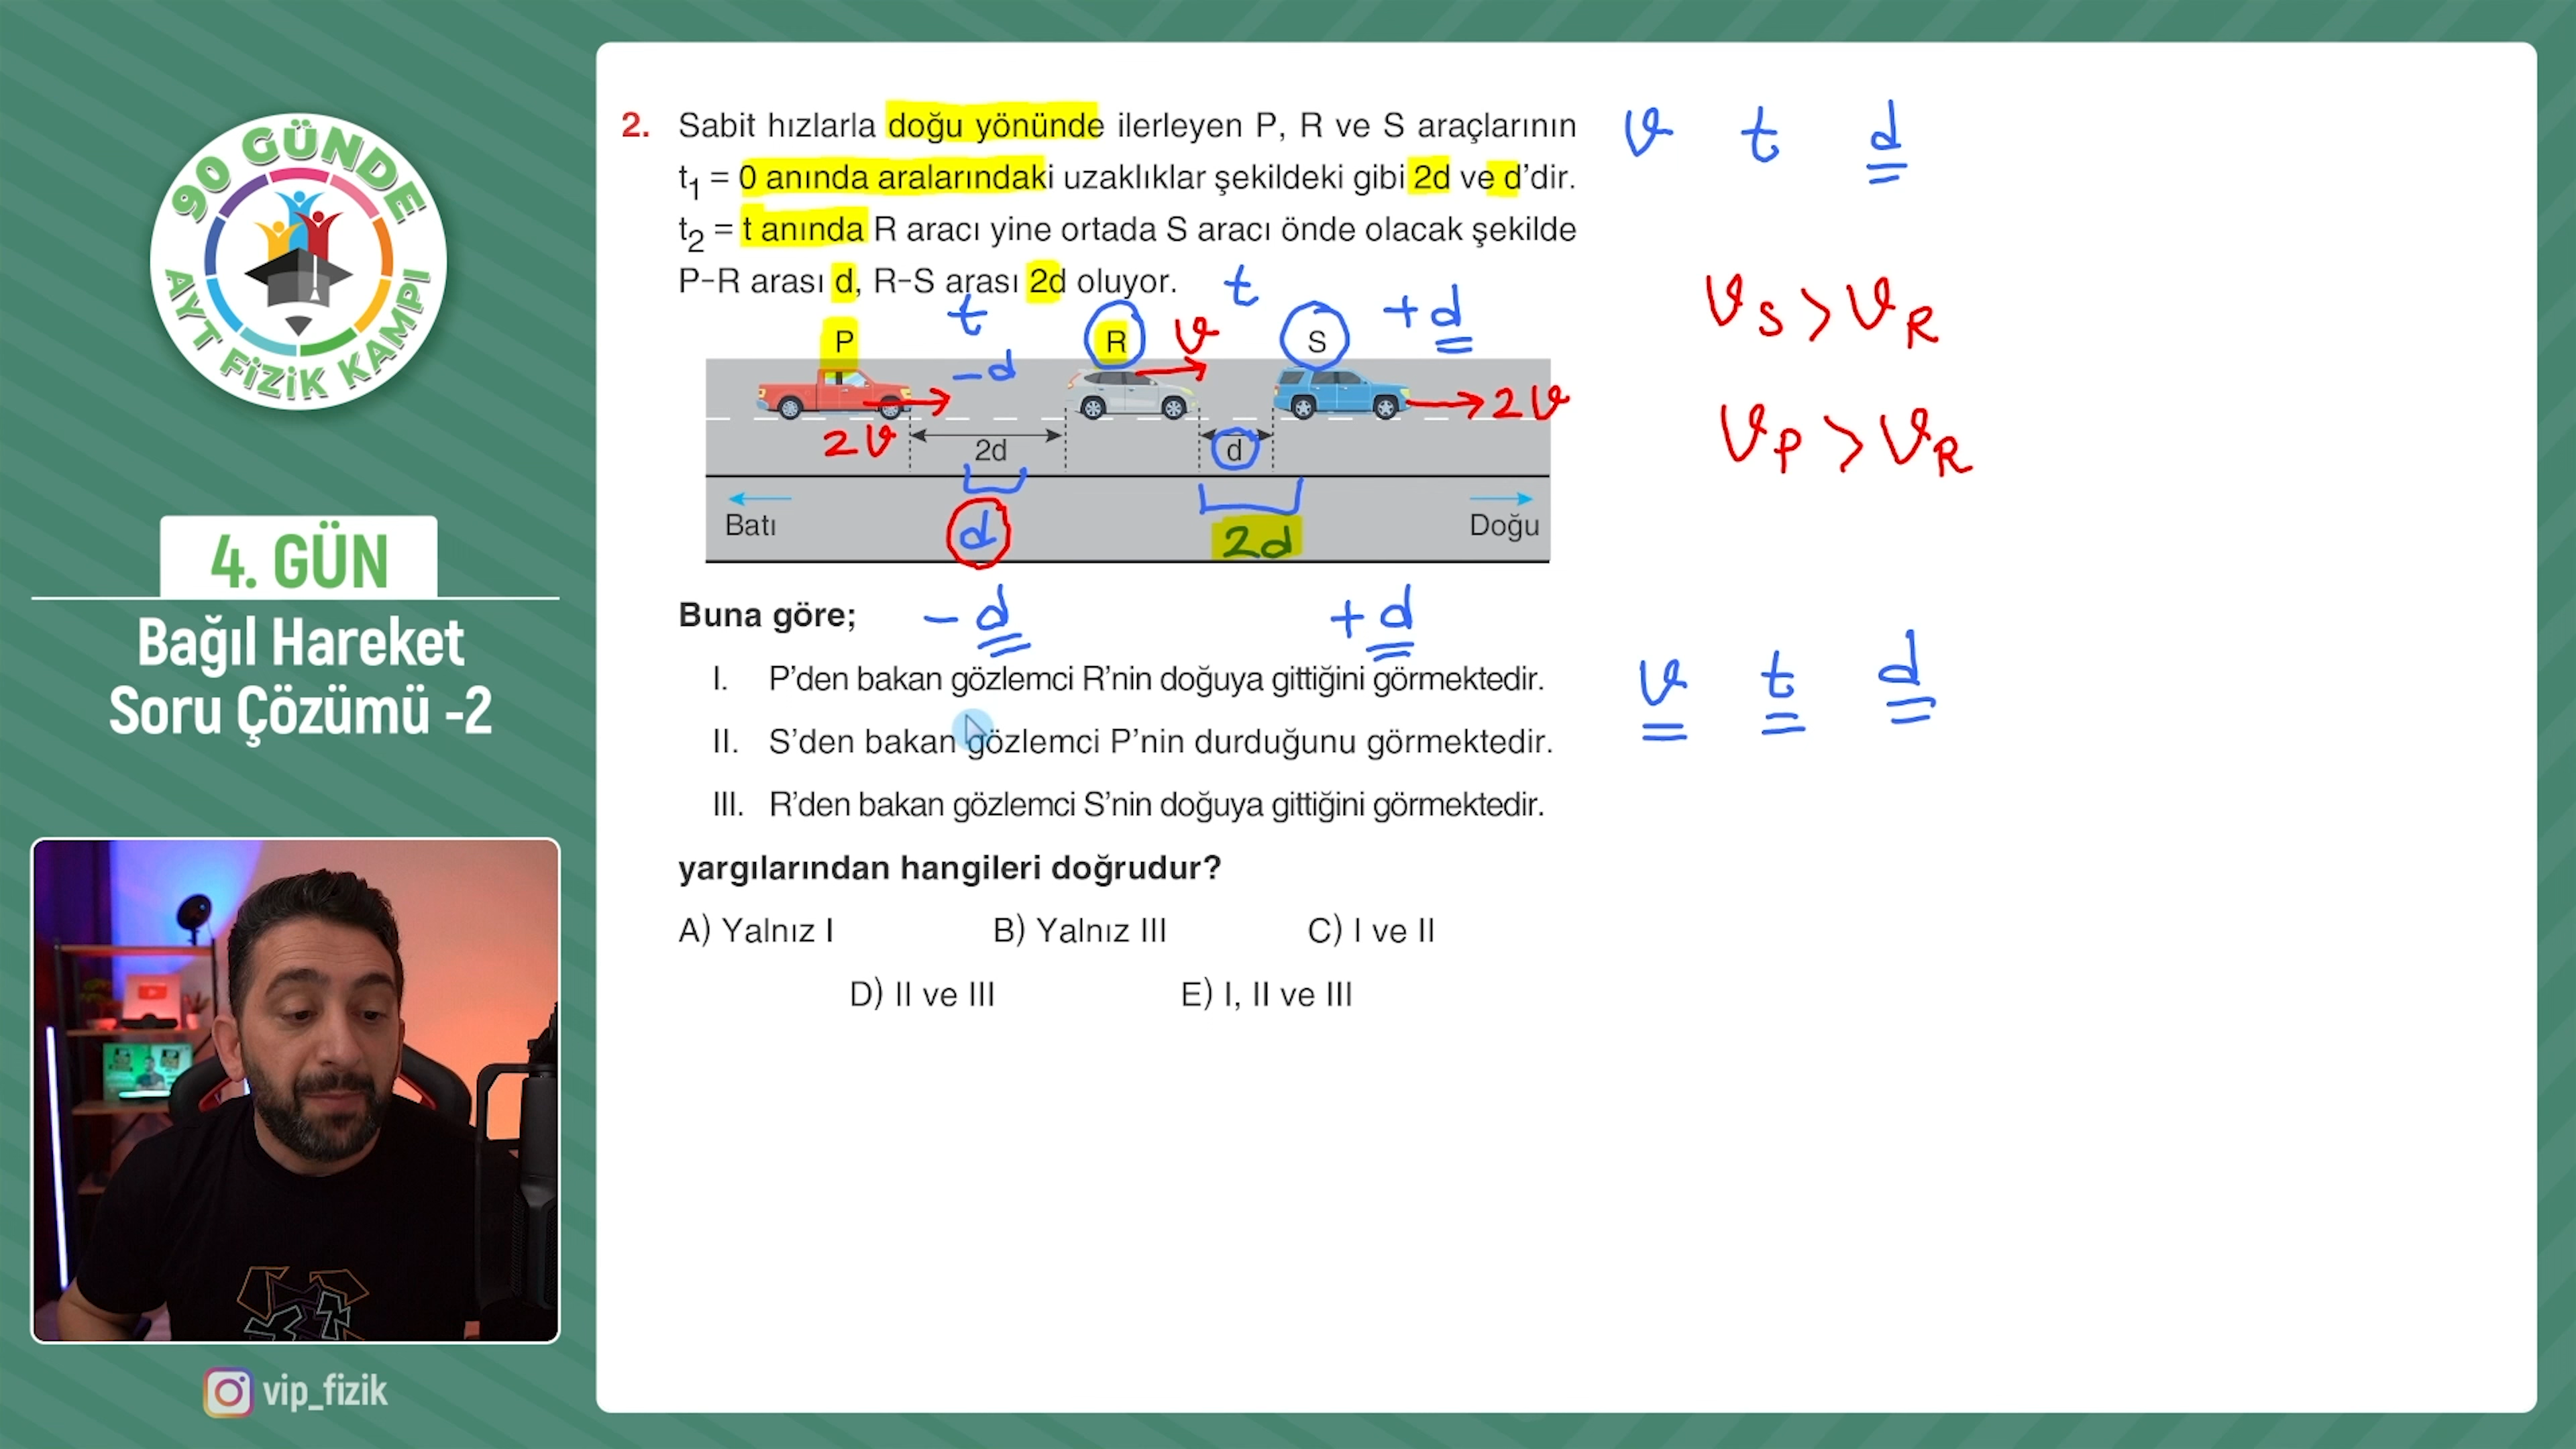 90 GÜNDE
AYT FİZİK KAMPI
4. GÜN
Bağıl Hareket
Soru Çözümü -2
vip_fizik
2. Sabit hızlarla doğu yönünde ilerleyen P, R ve S araçlarının
t1 = 0 anında aralarındaki uzaklıklar şekildeki gibi 2d ve d'dir.
t2 = t anında R aracı yine ortada S aracı önde olacak şekilde
P-R arası d, R-S arası 2d oluyor.
v t d
vS > vR
vP > vR
t t +d
P R v S
-d
2v 2v
2d d
Batı d 2d Doğu
-d +d
Buna göre;
I. P'den bakan gözlemci R'nin doğuya gittiğini görmektedir.
v t d
II. S'den bakan gözlemci P'nin durduğunu görmektedir.
III. R'den bakan gözlemci S'nin doğuya gittiğini görmektedir.
yargılarından hangileri doğrudur?
A) Yalnız I B) Yalnız III C) I ve II
D) II ve III E) I, II ve III